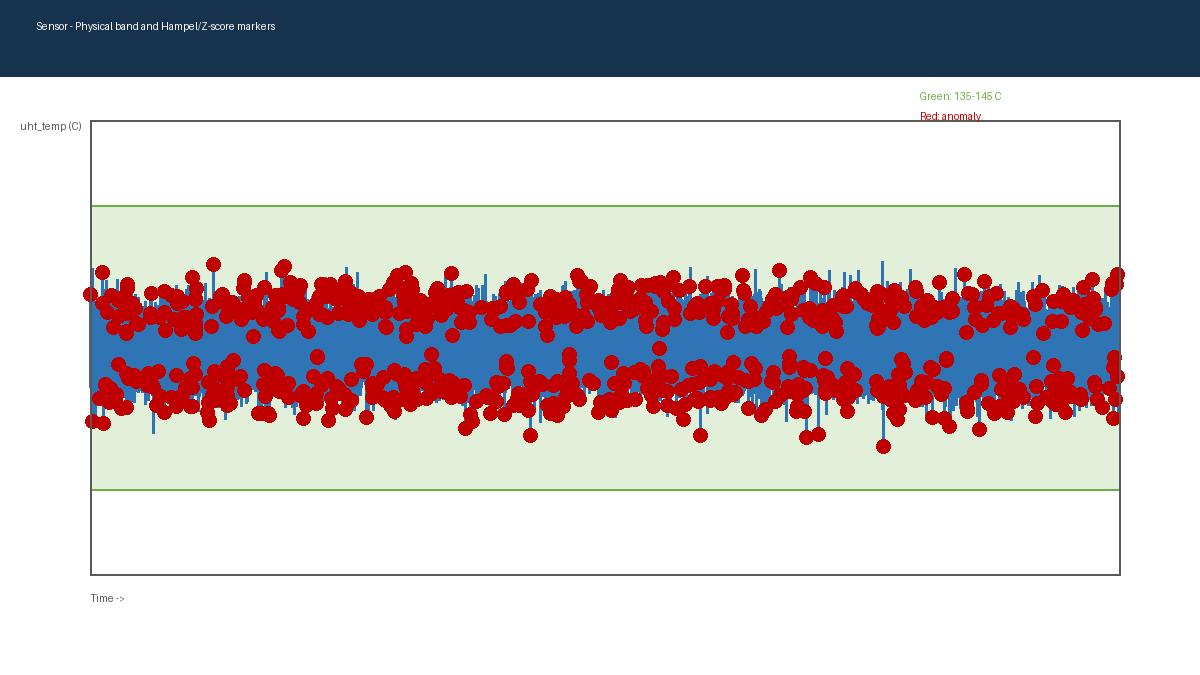 Sensor - Physical band and Hampel/Z-score markers
Green: 135-145 C
Red: anomaly
uht_temp (C)
Time ->